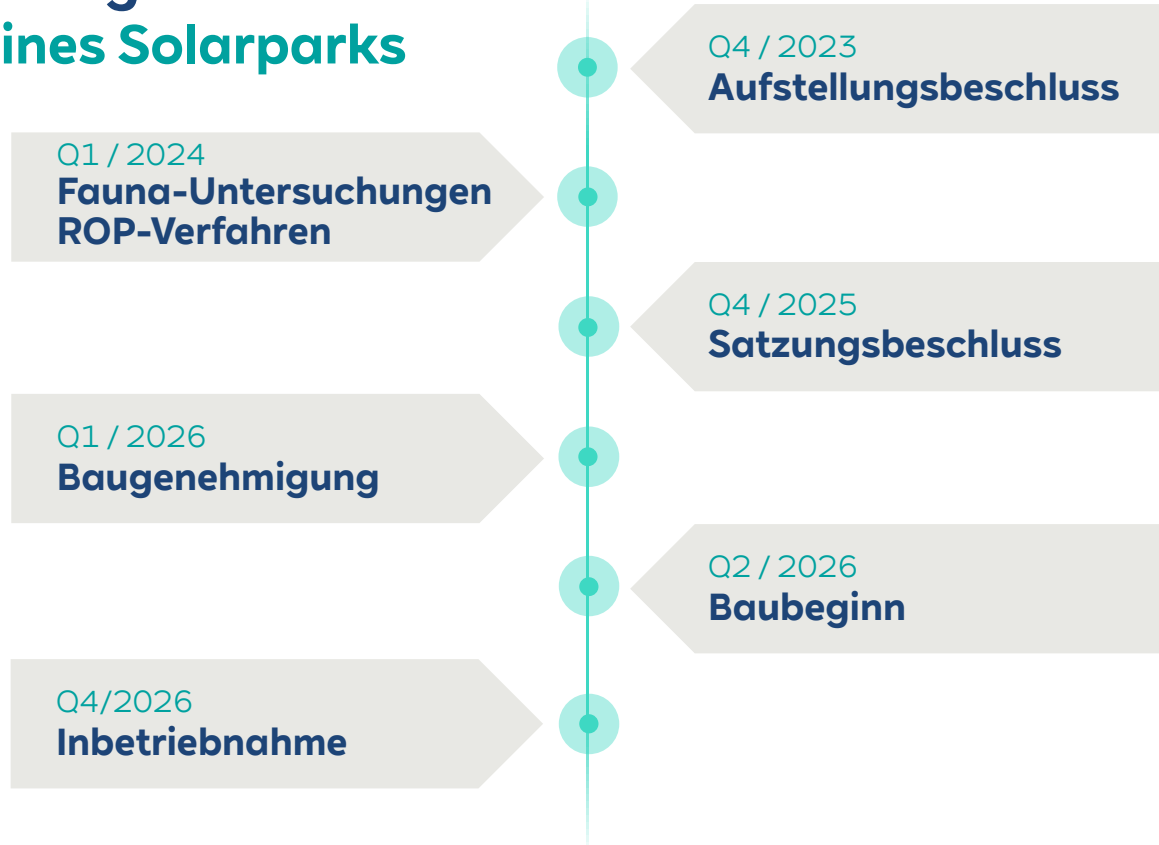 ines Solarparks
Q4 / 2023
Aufstellungsbeschluss
Q1 / 2024
Fauna-Untersuchungen
ROP-Verfahren
Q4 / 2025
Satzungsbeschluss
Q1 / 2026
Baugenehmigung
Q2 / 2026
Baubeginn
Q4/2026
Inbetriebnahme